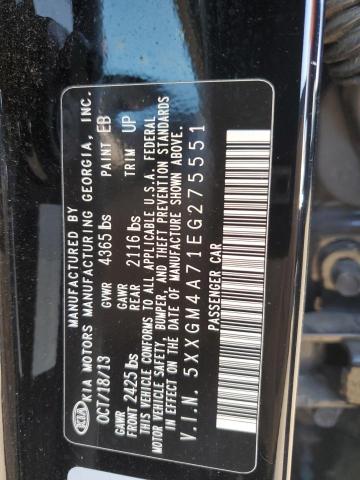 KIA
MANUFACTURED BY
KIA MOTORS MANUFACTURING GEORGIA, INC.
OCT/18/13 GVWR 4365 lbs PAINT EB
GAWR FRONT 2425 lbs GAWR REAR 2116 lbs TRIM UP
THIS VEHICLE CONFORMS TO ALL APPLICABLE U.S.A. FEDERAL
MOTOR VEHICLE SAFETY, BUMPER, AND THEFT PREVENTION STANDARDS
IN EFFECT ON THE DATE OF MANUFACTURE SHOWN ABOVE.
V.I.N. 5XXGM4A71EG275551
PASSENGER CAR